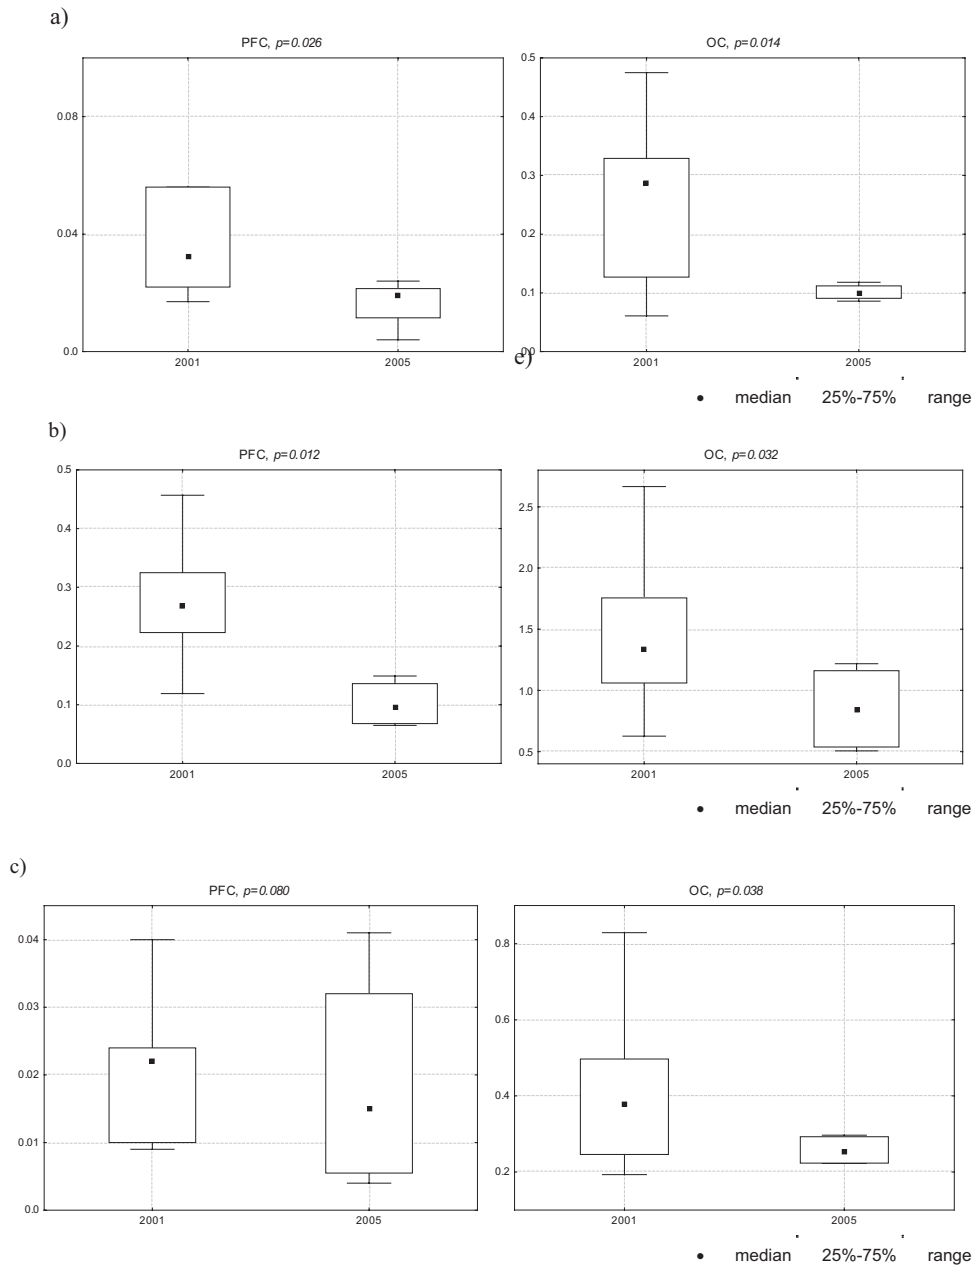 a)
PFC, p=0.026
0.08
0.04
0.0
2001 2005
OC, p=0.014
0.5
0.4
0.3
0.2
0.1
0.0
2001 2005
e)
• median 25%-75% range
b)
PFC, p=0.012
0.5
0.4
0.3
0.2
0.1
0.0
2001 2005
OC, p=0.032
2.5
2.0
1.5
1.0
0.5
2001 2005
• median 25%-75% range
c)
PFC, p=0.080
0.04
0.03
0.02
0.01
0.0
2001 2005
OC, p=0.038
0.8
0.6
0.4
0.2
2001 2005
• median 25%-75% range